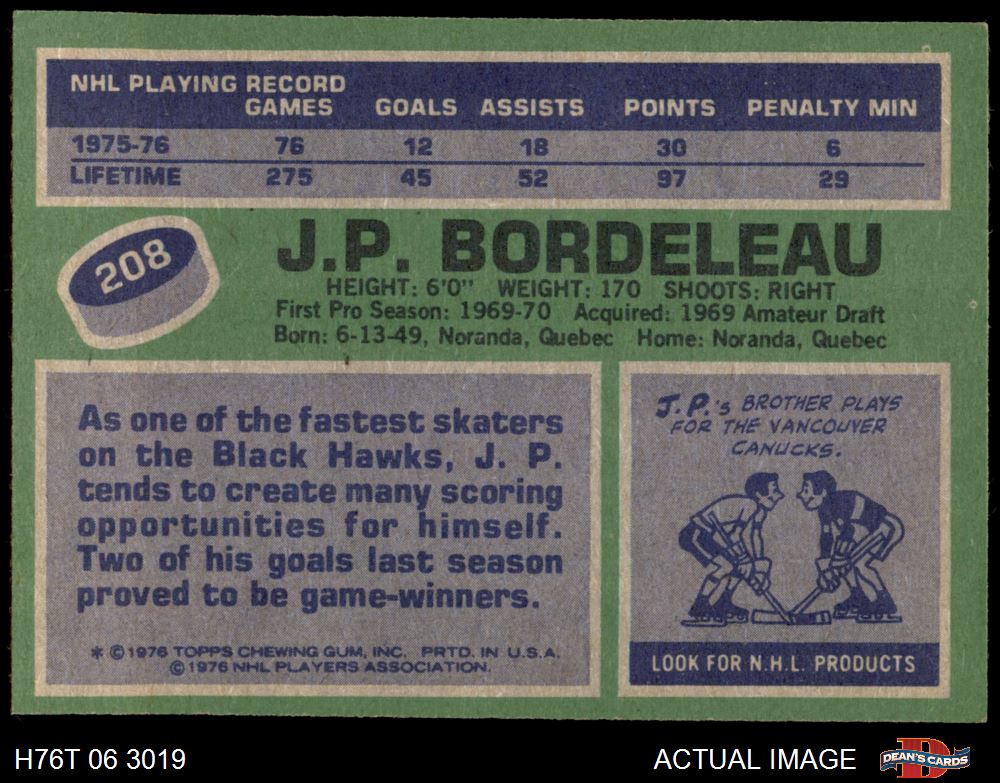 NHL PLAYING RECORD
GAMES GOALS ASSISTS POINTS PENALTY MIN
1975-76 76 12 18 30 6
LIFETIME 275 45 52 97 29
208
J.P. BORDELEAU
HEIGHT: 6'0" WEIGHT: 170 SHOOTS: RIGHT
First Pro Season: 1969-70 Acquired: 1969 Amateur Draft
Born: 6-13-49, Noranda, Quebec Home: Noranda, Quebec
As one of the fastest skaters
on the Black Hawks, J. P.
tends to create many scoring
opportunities for himself.
Two of his goals last season
proved to be game-winners.
* © 1976 TOPPS CHEWING GUM, INC. PRTD. IN U.S.A.
© 1976 NHL PLAYERS ASSOCIATION.
J.P.'s BROTHER PLAYS
FOR THE VANCOUVER
CANUCKS.
LOOK FOR N.H.L. PRODUCTS
H76T 06 3019
ACTUAL IMAGE
DEAN'S CARDS